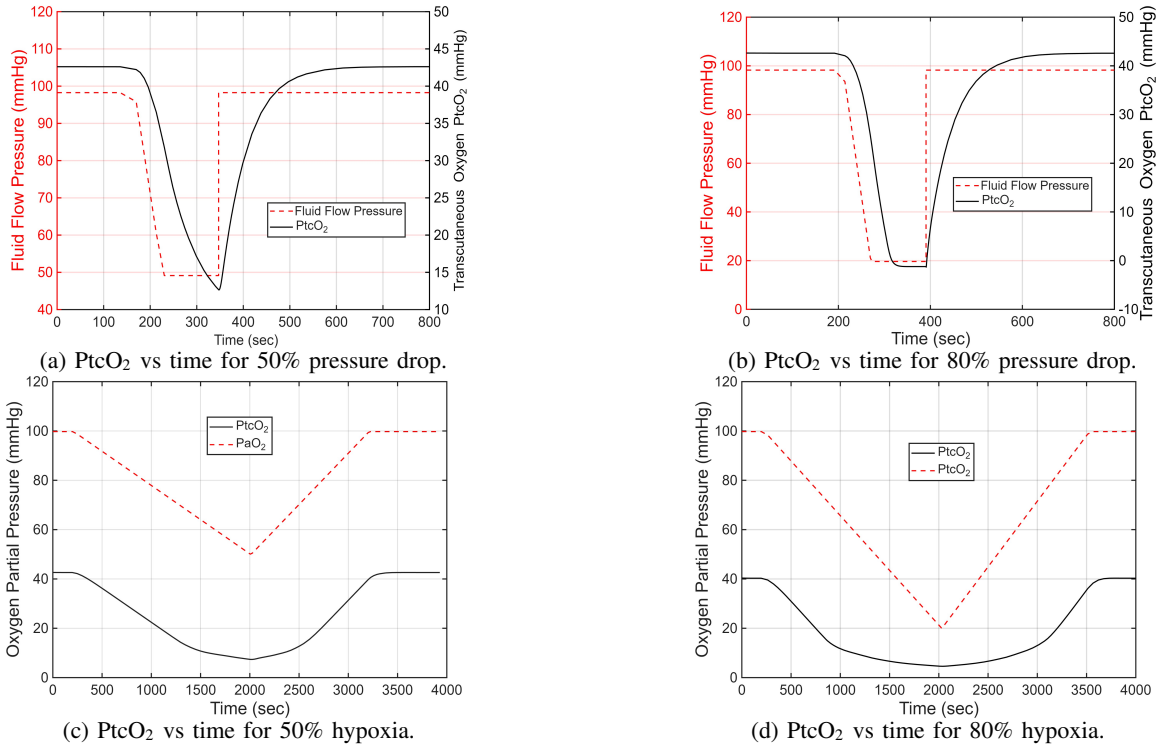 120
110
100
90
80
70
60
50
40
Fluid Flow Pressure (mmHg)
50
45
40
35
30
25
20
15
10
Transcutaneous Oxygen PtcO2 (mmHg)
Fluid Flow Pressure
PtcO2
0 100 200 300 400 500 600 700 800
Time (sec)
(a) PtcO2 vs time for 50% pressure drop.
120
100
80
60
40
20
0
Fluid Flow Pressure (mmHg)
50
40
30
20
10
0
-10
Transcutaneous Oxygen PtcO2 (mmHg)
Fluid Flow Pressure
PtcO2
0 200 400 600 800
Time (sec)
(b) PtcO2 vs time for 80% pressure drop.
120
100
80
60
40
20
0
Oxygen Partial Pressure (mmHg)
PtcO2
PaO2
0 500 1000 1500 2000 2500 3000 3500 4000
Time (sec)
(c) PtcO2 vs time for 50% hypoxia.
120
100
80
60
40
20
0
Oxygen Partial Pressure (mmHg)
PtcO2
PtcO2
0 500 1000 1500 2000 2500 3000 3500 4000
Time (sec)
(d) PtcO2 vs time for 80% hypoxia.